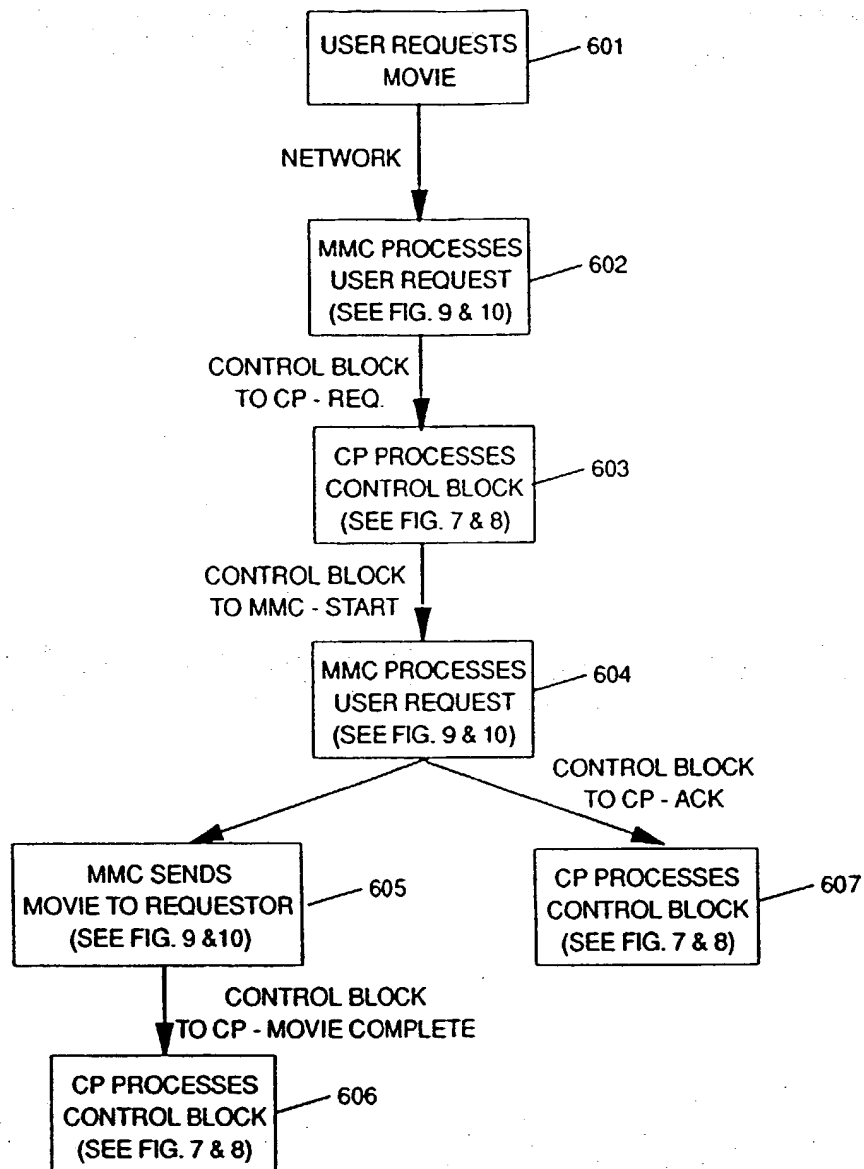 USER REQUESTS
MOVIE
601
NETWORK
MMC PROCESSES
USER REQUEST
(SEE FIG. 9 & 10)
602
CONTROL BLOCK
TO CP - REQ.
CP PROCESSES
CONTROL BLOCK
(SEE FIG. 7 & 8)
603
CONTROL BLOCK
TO MMC - START
MMC PROCESSES
USER REQUEST
(SEE FIG. 9 & 10)
604
CONTROL BLOCK
TO CP - ACK
MMC SENDS
MOVIE TO REQUESTOR
(SEE FIG. 9 &10)
605
CP PROCESSES
CONTROL BLOCK
(SEE FIG. 7 & 8)
607
CONTROL BLOCK
TO CP - MOVIE COMPLETE
CP PROCESSES
CONTROL BLOCK
(SEE FIG. 7 & 8)
606